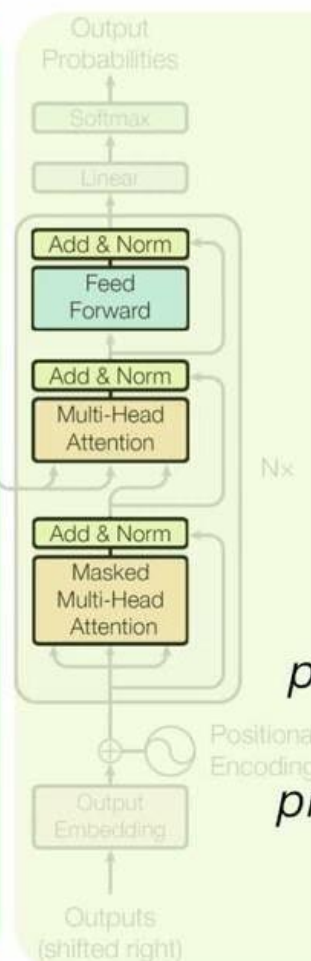 Output
Probabilities
Softmax
Linear
Add & Norm
Feed
Forward
Add & Norm
Multi-Head
Attention
Nx
Add & Norm
Masked
Multi-Head
Attention
p
Positiona
Encoding
Output
Embedding
Outputs
(shifted right)